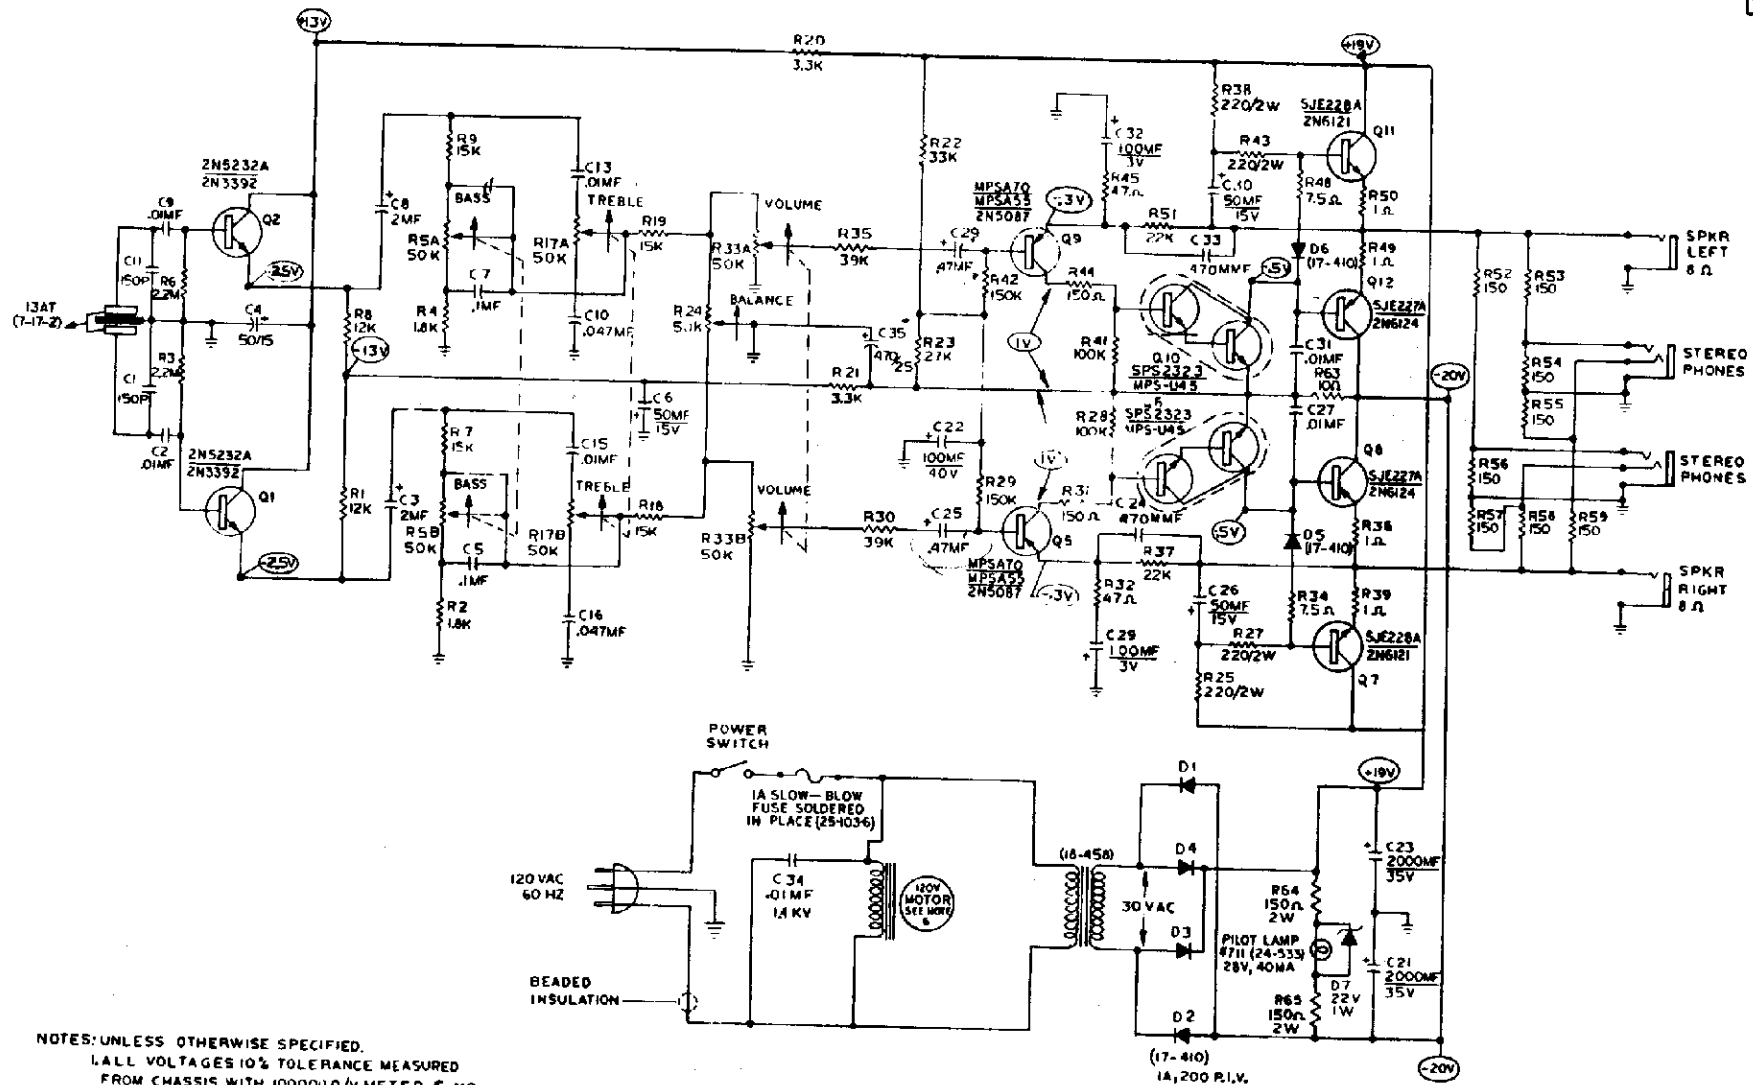 +13V
R20
3.3K
+19V
R38
220/2W
SJE228A
2N6121
Q11
R9
15K
C32
100MF
3V
R43
220/2W
R22
33K
2N5232A
2N3392
C13
.01MF
R45
47Ω
C30
50MF
15V
R48
7.5Ω
R50
1Ω
C9
.01MF
Q2
C8
2MF
BASS
TREBLE
VOLUME
MPSA70
MPSA55
2N5087
-.3V
R51
22K
R19
15K
R35
39K
C29
.47MF
Q9
C33
470MMF
D6
(17-410)
R49
1Ω
SPKR
LEFT
8Ω
C11
150P
R6
2.2M
-.25V
R5A
50K
R17A
50K
R33A
50K
R42
150K
R44
150Ω
.5V
Q12
R52
150
R53
150
C7
.1MF
BALANCE
SJE227A
2N6124
13AT
(7-17-2)
C4
50/15
R8
12K
R4
1.8K
C10
.047MF
R24
5.1K
C35
470
25
R23
27K
1V
R41
100K
Q10
SPS2323
MPS-U45
C31
.01MF
R63
10Ω
-20V
R54
150
STEREO
PHONES
R3
2.2M
-13V
R21
3.3K
C1
150P
C6
50MF
15V
R28
100K
6
SPS2323
MPS-U45
C27
.01MF
R55
150
C2
.01MF
2N5232A
2N3392
R7
15K
C15
.01MF
C22
100MF
40V
Q8
SJE227A
2N6124
R56
150
STEREO
PHONES
Q1
R1
12K
C3
2MF
BASS
TREBLE
VOLUME
R29
150K
1V
R31
150Ω
C24
470MMF
R5B
50K
R17B
50K
R18
15K
R33B
50K
R30
39K
C25
.47MF
Q5
.5V
D5
(17-410)
R36
1Ω
R57
150
R58
150
R59
150
-2.5V
C5
.1MF
MPSA70
MPSA55
2N5087
-.3V
R37
22K
R32
47Ω
C26
50MF
15V
R34
7.5Ω
R39
1Ω
SPKR
RIGHT
8Ω
R2
1.8K
C16
.047MF
C29
100MF
3V
R27
220/2W
SJE228A
2N6121
R25
220/2W
Q7
POWER
SWITCH
1A SLOW-BLOW
FUSE SOLDERED
IN PLACE (25-103-6)
D1
+19V
120 VAC
60 HZ
C34
.01MF
1.4 KV
120V
MOTOR
SEE NOTE
6
(18-458)
D4
30 VAC
D3
R64
150Ω
2W
C23
2000MF
35V
PILOT LAMP
#711 (24-533)
28V, 40MA
D7
22V
1W
C21
2000MF
35V
BEADED
INSULATION
R65
150Ω
2W
D2
(17-410)
1A, 200 P.I.V.
-20V
NOTES: UNLESS OTHERWISE SPECIFIED.
1. ALL VOLTAGES 10% TOLERANCE MEASURED